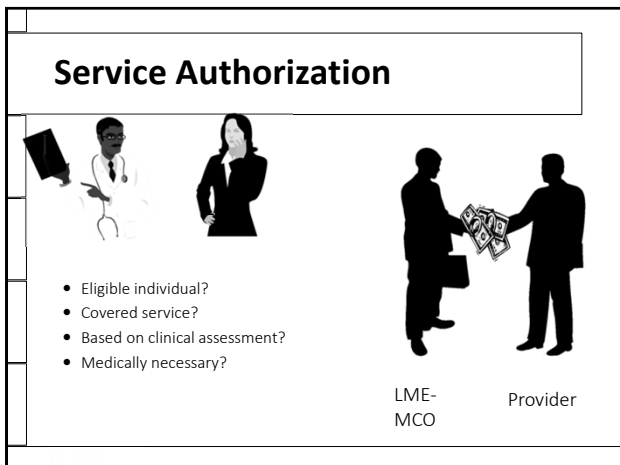 Service Authorization
• Eligible individual?
• Covered service?
• Based on clinical assessment?
• Medically necessary?
LME-
MCO
Provider